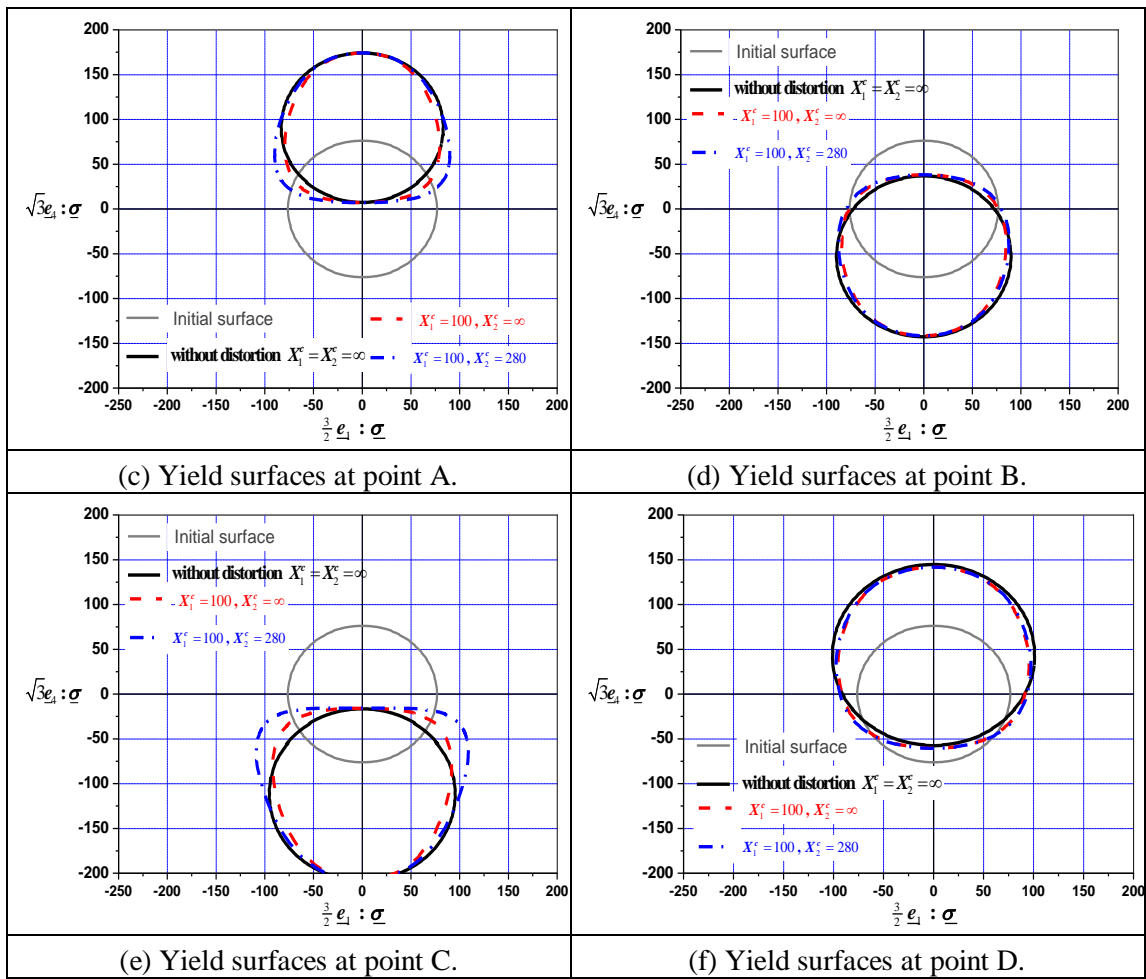 200
150
100
50
0
-50
-100
-150
-200
√3e₄ : σ
Initial surface
without distortion X₁ᶜ = X₂ᶜ = ∞
X₁ᶜ = 100 , X₂ᶜ = ∞
X₁ᶜ = 100 , X₂ᶜ = 280
-250 -200 -150 -100 -50 0 50 100 150 200
3/2 e₁ : σ
(c) Yield surfaces at point A.
200
150
100
50
0
-50
-100
-150
-200
√3e₄ : σ
Initial surface
without distortion X₁ᶜ = X₂ᶜ = ∞
X₁ᶜ = 100 , X₂ᶜ = ∞
X₁ᶜ = 100 , X₂ᶜ = 280
-250 -200 -150 -100 -50 0 50 100 150 200
3/2 e₁ : σ
(d) Yield surfaces at point B.
200
150
100
50
0
-50
-100
-150
-200
√3e₄ : σ
Initial surface
without distortion X₁ᶜ = X₂ᶜ = ∞
X₁ᶜ = 100 , X₂ᶜ = ∞
X₁ᶜ = 100 , X₂ᶜ = 280
-250 -200 -150 -100 -50 0 50 100 150 200
3/2 e₁ : σ
(e) Yield surfaces at point C.
200
150
100
50
0
-50
-100
-150
-200
√3e₄ : σ
Initial surface
without distortion X₁ᶜ = X₂ᶜ = ∞
X₁ᶜ = 100 , X₂ᶜ = ∞
X₁ᶜ = 100 , X₂ᶜ = 280
-250 -200 -150 -100 -50 0 50 100 150 200
3/2 e₁ : σ
(f) Yield surfaces at point D.